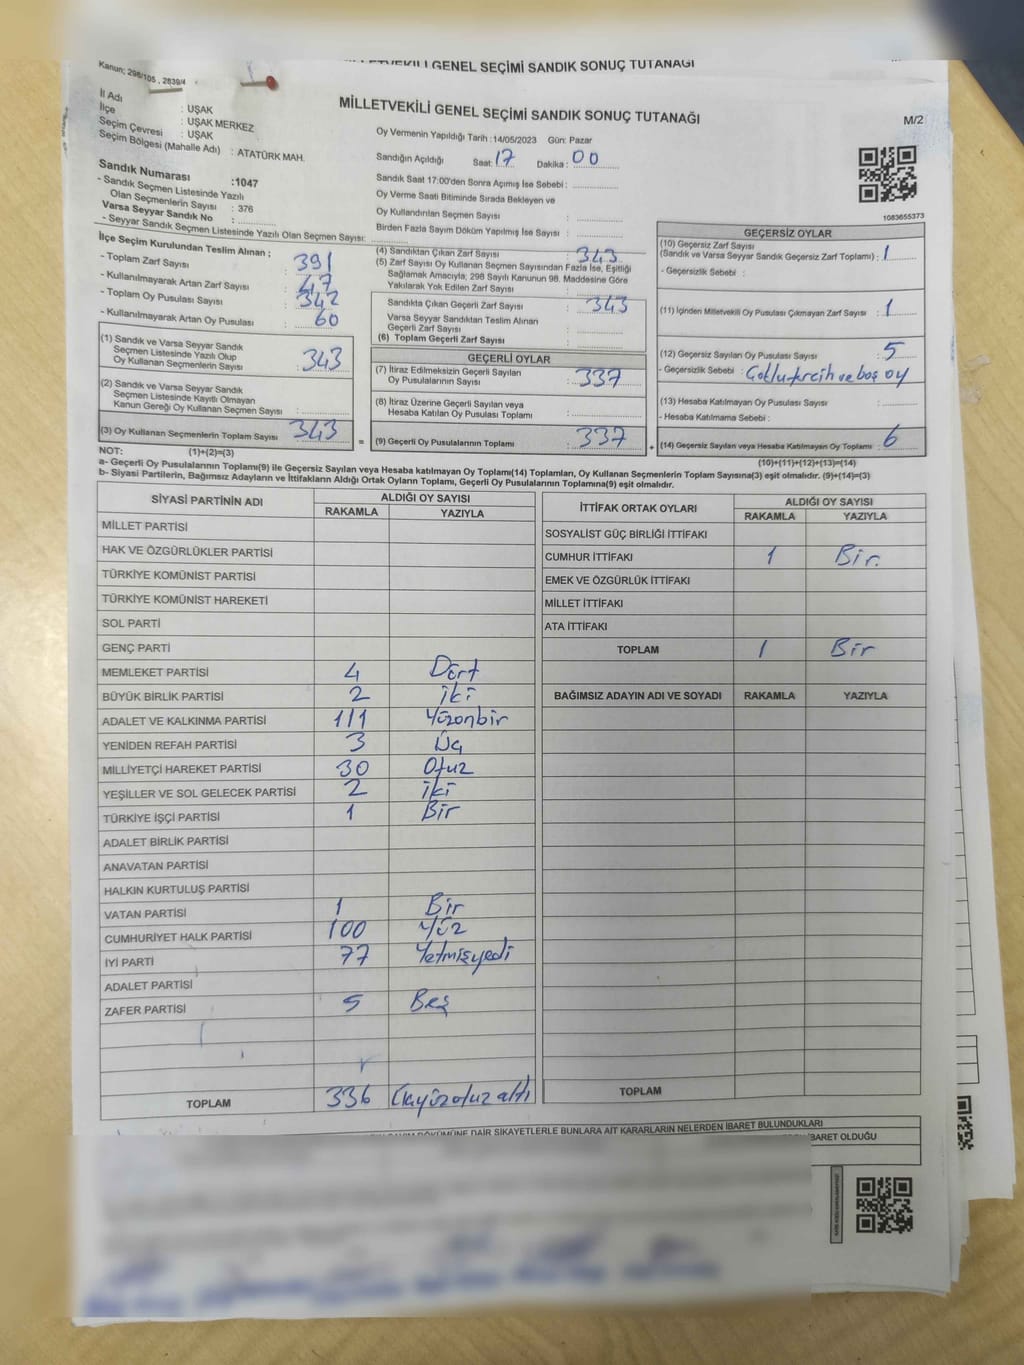 MİLLETVEKİLİ GENEL SEÇİMİ SANDIK SONUÇ TUTANAĞI
Kanun; 298/105 , 2839/4
MİLLETVEKİLİ GENEL SEÇİMİ SANDIK SONUÇ TUTANAĞI
M/2
İl Adı : UŞAK
İlçe : UŞAK MERKEZ
Seçim Çevresi : UŞAK
Seçim Bölgesi (Mahalle Adı) : ATATÜRK MAH.
Oy Vermenin Yapıldığı Tarih :14/05/2023 Gün: Pazar
Sandığın Açıldığı Saat: 17 Dakika : 00
Sandık Saat 17:00'den Sonra Açımış İse Sebebi :
Oy Verme Saati Bitiminde Sırada Bekleyen ve
Oy Kullandırılan Seçmen Sayısı :
Birden Fazla Sayım Döküm Yapılmış İse Sayısı :
Sandık Numarası :1047
- Sandık Seçmen Listesinde Yazılı
Olan Seçmenlerin Sayısı : 376
Varsa Seyyar Sandık No :
- Seyyar Sandık Seçmen Listesinde Yazılı Olan Seçmen Sayısı:
1083655373
İlçe Seçim Kurulundan Teslim Alınan ;
- Toplam Zarf Sayısı : 391
- Kullanılmayarak Artan Zarf Sayısı : 47
- Toplam Oy Pusulası Sayısı : 342
- Kullanılmayarak Artan Oy Pusulası : 60
(1) Sandık ve Varsa Seyyar Sandık
Seçmen Listesinde Yazılı Olup
Oy Kullanan Seçmenlerin Sayısı : 343
(2) Sandık ve Varsa Seyyar Sandık
Seçmen Listesinde Kayıtlı Olmayan
Kanun Gereği Oy Kullanan Seçmen Sayısı :
(3) Oy Kullanan Seçmenlerin Toplam Sayısı : 343
(4) Sandıktan Çıkan Zarf Sayısı : 343
(5) Zarf Sayısı Oy Kullanan Seçmen Sayısından Fazla İse, Eşitliği
Sağlamak Amacıyla, 298 Sayılı Kanunun 98. Maddesine Göre
Yakılarak Yok Edilen Zarf Sayısı :
Sandıkta Çıkan Geçerli Zarf Sayısı : 343
Varsa Seyyar Sandıktan Teslim Alınan
Geçerli Zarf Sayısı :
(6) Toplam Geçerli Zarf Sayısı :
GEÇERLİ OYLAR
(7) İtiraz Edilmeksizin Geçerli Sayılan
Oy Pusulalarının Sayısı : 337
(8) İtiraz Üzerine Geçerli Sayılan veya
Hesaba Katılan Oy Pusulası Toplamı :
= (9) Geçerli Oy Pusulalarının Toplamı : 337 +
GEÇERSİZ OYLAR
(10) Geçersiz Zarf Sayısı
(Sandık ve Varsa Seyyar Sandık Geçersiz Zarf Toplamı) : 1
- Geçersizlik Sebebi :
(11) İçinden Milletvekili Oy Pusulası Çıkmayan Zarf Sayısı : 1
(12) Geçersiz Sayılan Oy Pusulası Sayısı : 5
- Geçersizlik Sebebi : Çoklu tercih ve boş oy
(13) Hesaba Katılmayan Oy Pusulası Sayısı :
- Hesaba Katılmama Sebebi :
(14) Geçersiz Sayılan veya Hesaba Katılmayan Oy Toplamı : 6
NOT: (1)+(2)=(3)
(10)+(11)+(12)+(13)=(14)
a- Geçerli Oy Pusulalarının Toplamı(9) ile Geçersiz Sayılan veya Hesaba katılmayan Oy Toplamı(14) Toplamları, Oy Kullanan Seçmenlerin Toplam Sayısına(3) eşit olmalıdır. (9)+(14)=(3)
b- Siyasi Partilerin, Bağımsız Adayların ve İttifakların Aldığı Ortak Oyların Toplamı, Geçerli Oy Pusulalarının Toplamına(9) eşit olmalıdır.
SİYASİ PARTİNİN ADI ALDIĞI OY SAYISI
RAKAMLA YAZIYLA
MİLLET PARTİSİ
HAK VE ÖZGÜRLÜKLER PARTİSİ
TÜRKİYE KOMÜNİST PARTİSİ
TÜRKİYE KOMÜNİST HAREKETİ
SOL PARTİ
GENÇ PARTİ
MEMLEKET PARTİSİ 4 Dört
BÜYÜK BİRLİK PARTİSİ 2 iki
ADALET VE KALKINMA PARTİSİ 111 Yüzonbir
YENİDEN REFAH PARTİSİ 3 Üç
MİLLİYETÇİ HAREKET PARTİSİ 30 Otuz
YEŞİLLER VE SOL GELECEK PARTİSİ 2 iki
TÜRKİYE İŞÇİ PARTİSİ 1 Bir
ADALET BİRLİK PARTİSİ
ANAVATAN PARTİSİ
HALKIN KURTULUŞ PARTİSİ
VATAN PARTİSİ 1 Bir
CUMHURİYET HALK PARTİSİ 100 Yüz
İYİ PARTİ 77 Yetmişyedi
ADALET PARTİSİ
ZAFER PARTİSİ 5 Beş
TOPLAM 336 Üçyüzotuzaltı
İTTİFAK ORTAK OYLARI ALDIĞI OY SAYISI
RAKAMLA YAZIYLA
SOSYALİST GÜÇ BİRLİĞİ İTTİFAKI
CUMHUR İTTİFAKI 1 Bir.
EMEK VE ÖZGÜRLÜK İTTİFAKI
MİLLET İTTİFAKI
ATA İTTİFAKI
TOPLAM 1 Bir
BAĞIMSIZ ADAYIN ADI VE SOYADI RAKAMLA YAZIYLA
TOPLAM
DÖKÜMÜNE DAİR ŞİKAYETLERLE BUNLARA AİT KARARLARIN NELERDEN İBARET BULUNDUKLARI
İBARET OLDUĞU